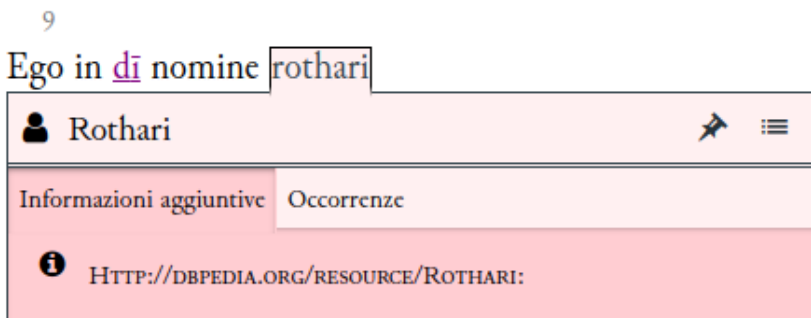 9
Ego in dī nomine rothari
Rothari
Informazioni aggiuntive Occorrenze
HTTP://DBPEDIA.ORG/RESOURCE/ROTHARI: